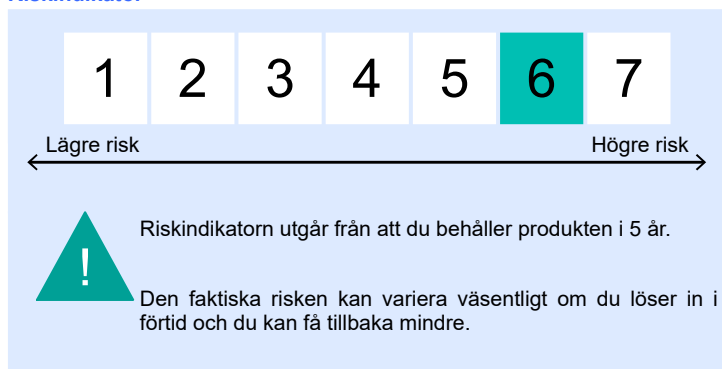 Riskindikator
1 2 3 4 5 6 7
Lägre risk Högre risk
!
Riskindikatorn utgår från att du behåller produkten i 5 år.
Den faktiska risken kan variera väsentligt om du löser in i
förtid och du kan få tillbaka mindre.